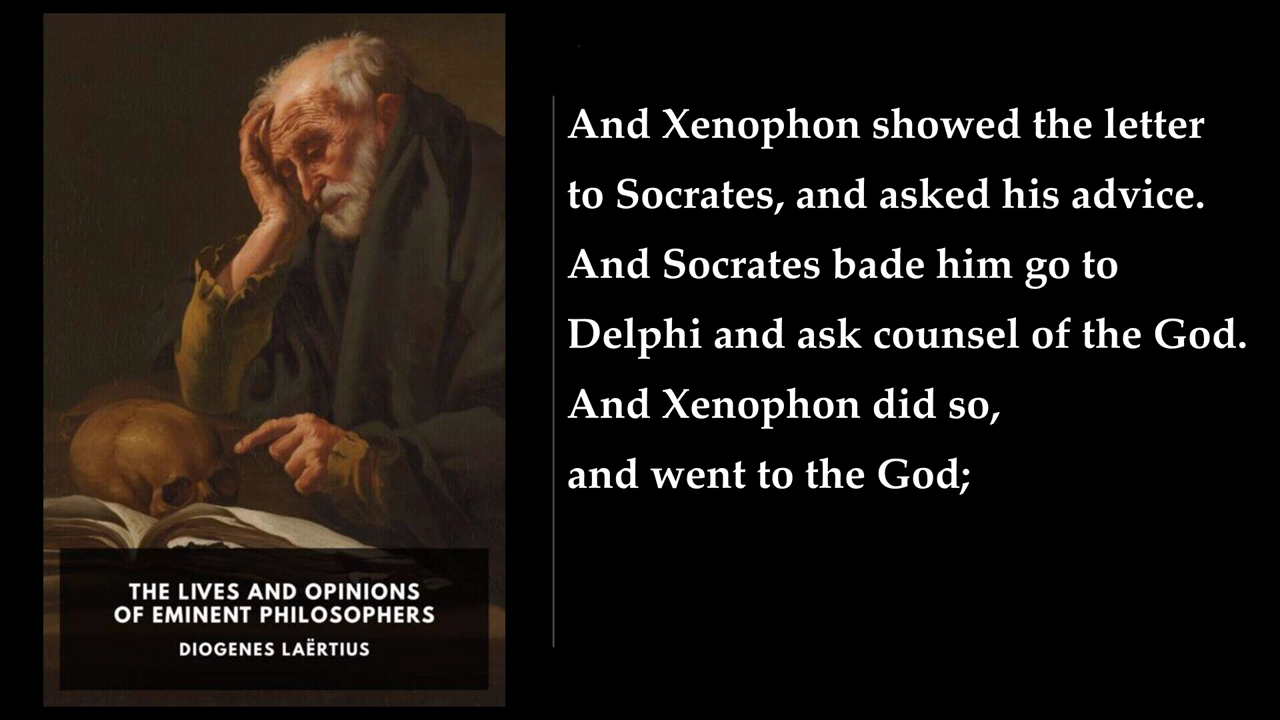 THE LIVES AND OPINIONS
OF EMINENT PHILOSOPHERS
DIOGENES LAËRTIUS
And Xenophon showed the letter
to Socrates, and asked his advice.
And Socrates bade him go to
Delphi and ask counsel of the God.
And Xenophon did so,
and went to the God;